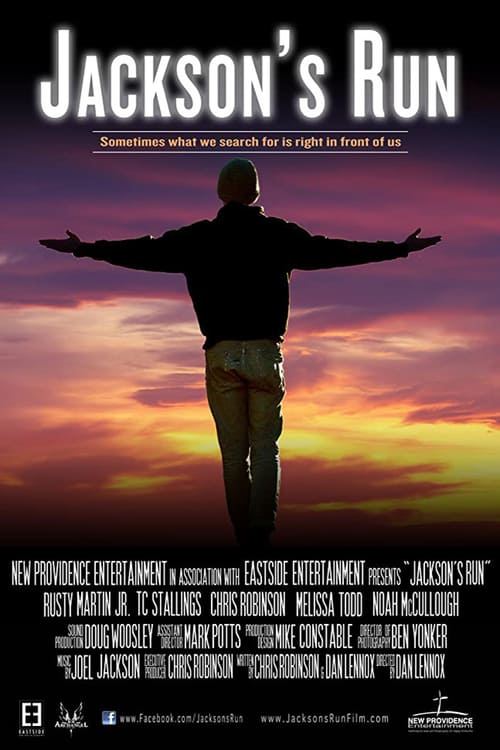 JACKSON'S RUN
Sometimes what we search for is right in front of us
NEW PROVIDENCE ENTERTAINMENT IN ASSOCIATION WITH EASTSIDE ENTERTAINMENT PRESENTS "JACKSON'S RUN"
RUSTY MARTIN JR. TC STALLINGS CHRIS ROBINSON MELISSA TODD NOAH McCULLOUGH
SOUND PRODUCTION DOUG WOOSLEY ASSISTANT DIRECTOR MARK POTTS PRODUCTION DESIGN MIKE CONSTABLE DIRECTOR OF PHOTOGRAPHY BEN YONKER
MUSIC BY JOEL JACKSON EXECUTIVE PRODUCER CHRIS ROBINSON WRITTEN BY CHRIS ROBINSON & DAN LENNOX DIRECTED BY DAN LENNOX
EASTSIDE
ARCHANGEL
f www.Facebook.com/JacksonsRun
www.JacksonsRunFilm.com
NEW PROVIDENCE
Entertainment